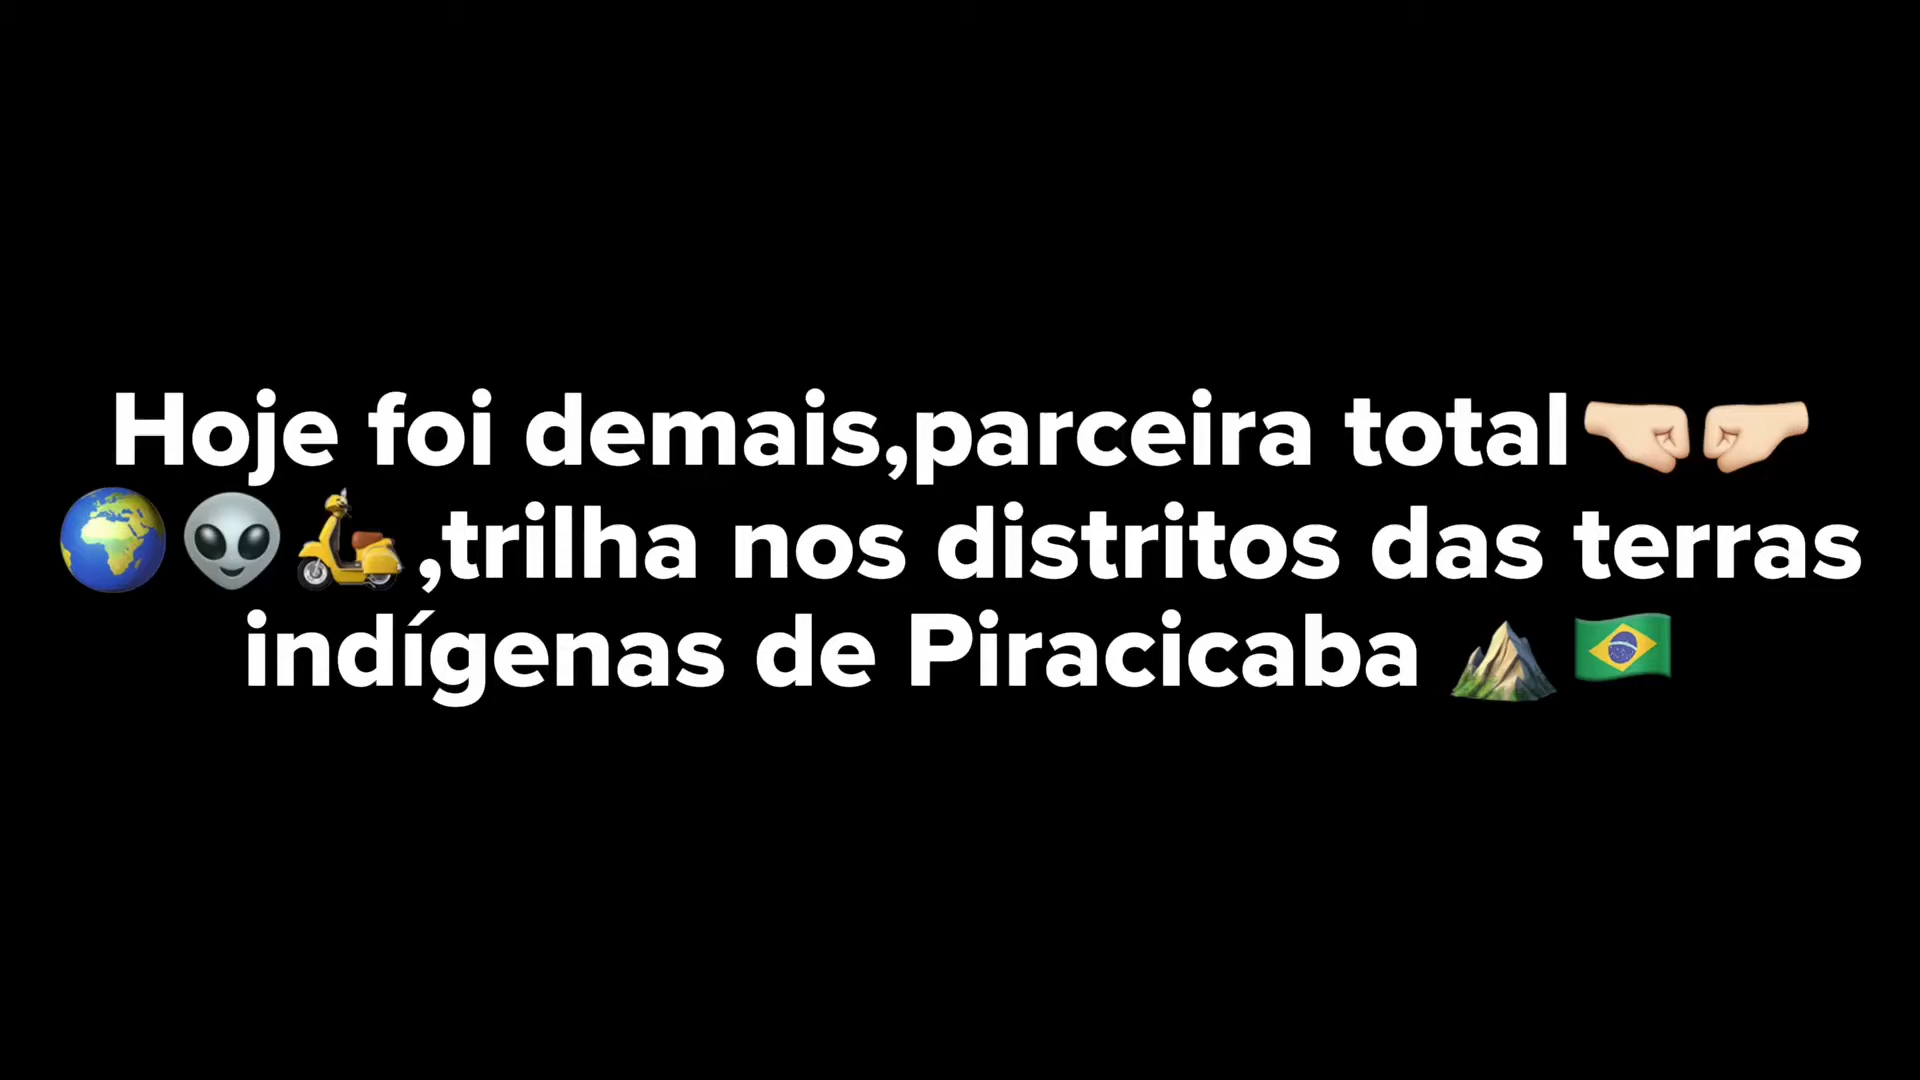 Hoje foi demais,parceira total🤛🏻🤜🏻
🌍👽🛵,trilha nos distritos das terras
indígenas de Piracicaba ⛰️🇧🇷